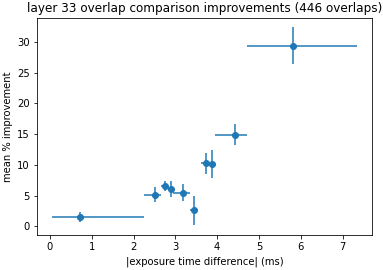 layer 33 overlap comparison improvements (446 overlaps)
mean % improvement
30
25
20
15
10
5
0
0 1 2 3 4 5 6 7
|exposure time difference| (ms)